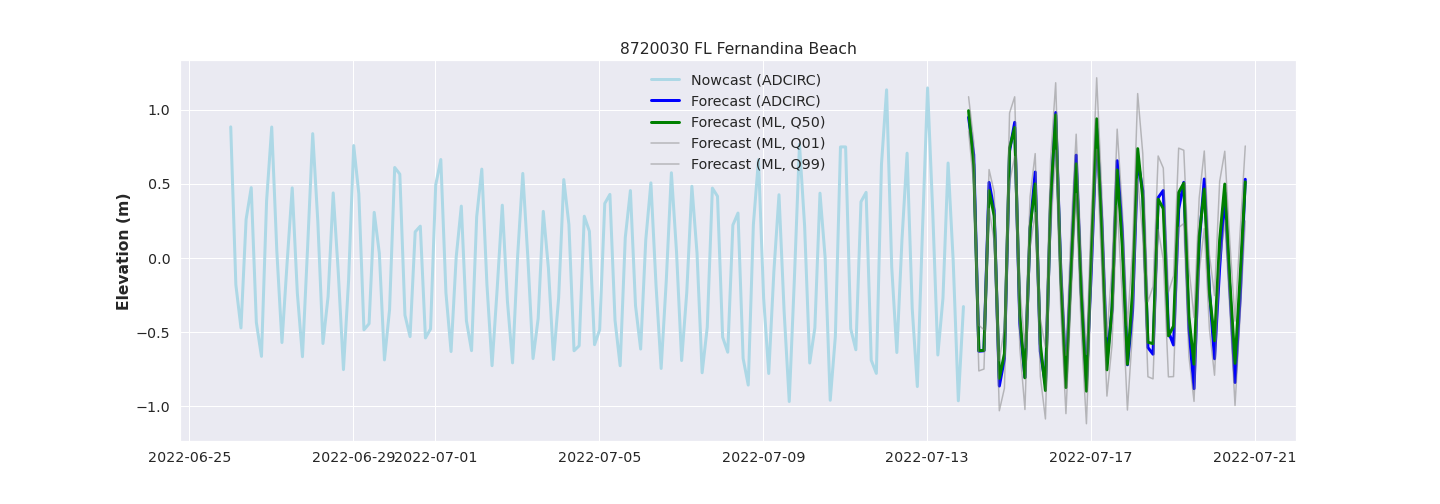 8720030 FL Fernandina Beach
Nowcast (ADCIRC)
Forecast (ADCIRC)
Forecast (ML, Q50)
Forecast (ML, Q01)
Forecast (ML, Q99)
Elevation (m)
1.0
0.5
0.0
−0.5
−1.0
2022-06-25
2022-06-29
2022-07-01
2022-07-05
2022-07-09
2022-07-13
2022-07-17
2022-07-21